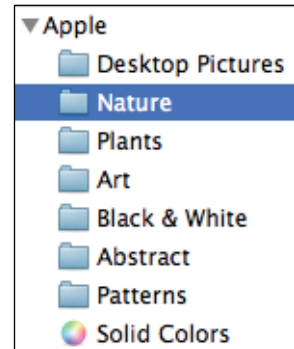 Apple
Desktop Pictures
Nature
Plants
Art
Black & White
Abstract
Patterns
Solid Colors